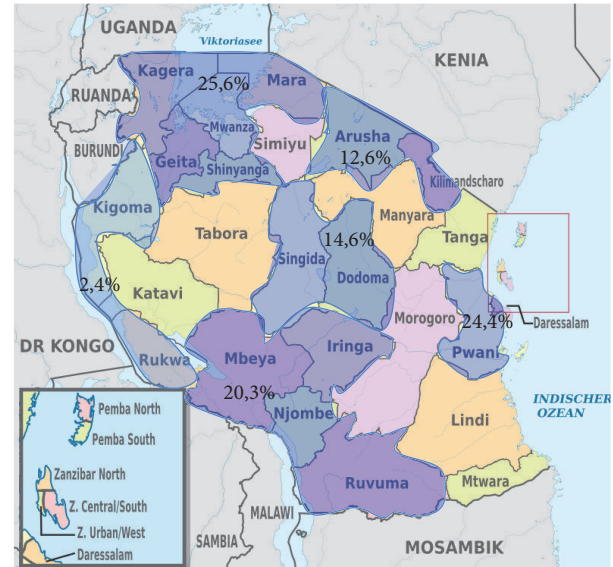 UGANDA
Viktoriasee
KENIA
Kagera
25,6%
Mara
RUANDA
Mwanza
Simiyu
Arusha
12,6%
BURUNDI
Geita
Shinyanga
Kilimandscharo
Kigoma
Tabora
Manyara
Tanga
Singida
14,6%
Dodoma
2,4%
Katavi
Morogoro
24,4%
Daressalam
DR KONGO
Rukwa
Mbeya
Iringa
Pwani
20,3%
Njombe
INDISCHER
OZEAN
Lindi
Ruvuma
Mtwara
MALAWI
SAMBIA
MOSAMBIK
Pemba North
Pemba South
Zanzibar North
Z. Central/South
Z. Urban/West
Daressalam